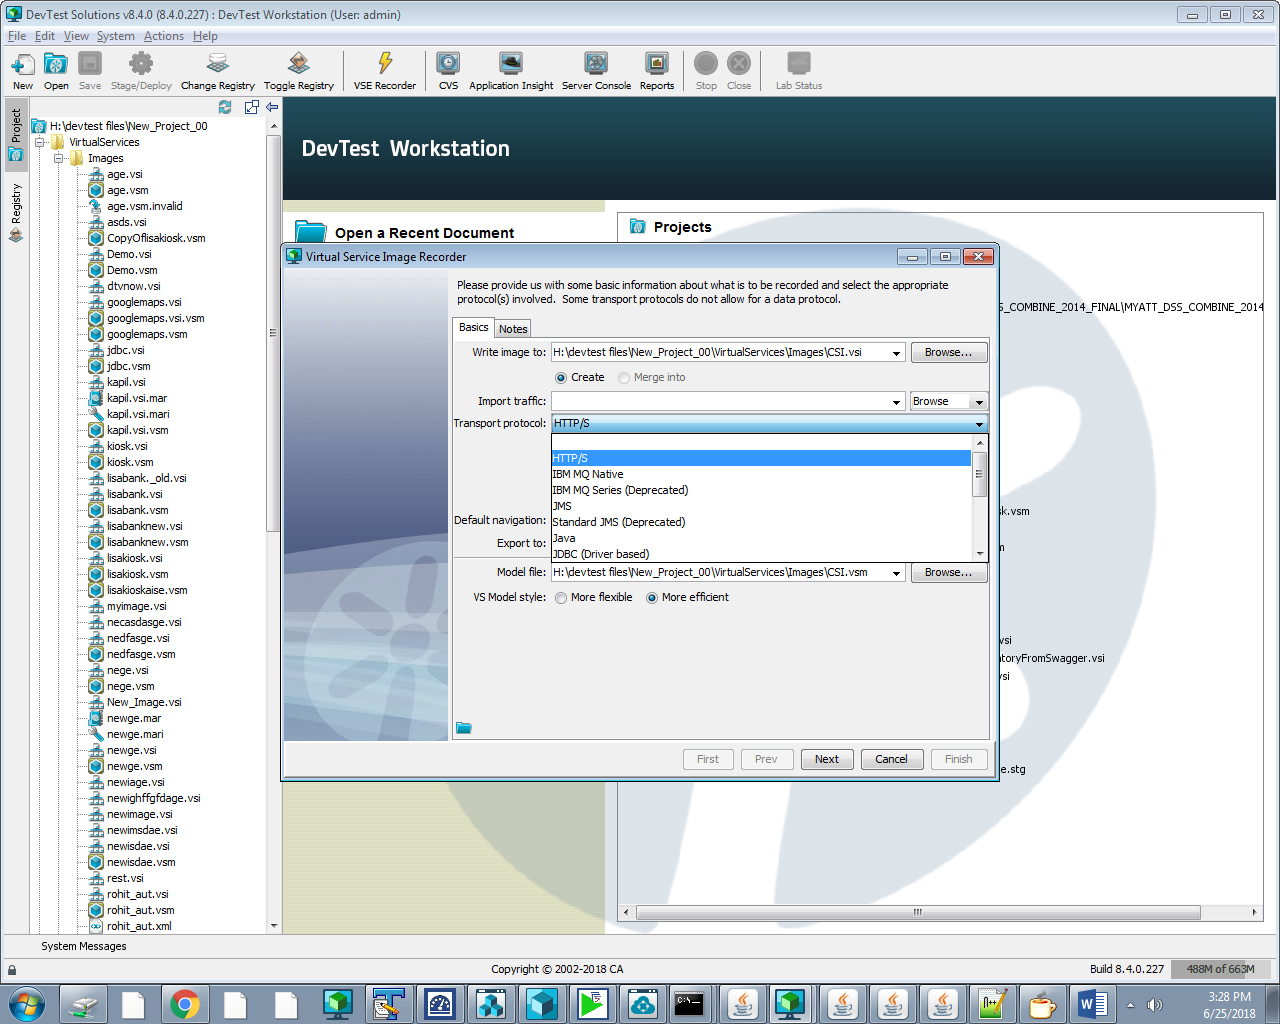 DevTest Solutions v8.4.0 (8.4.0.227) : DevTest Workstation (User: admin)
File Edit View System Actions Help
New Open Save Stage/Deploy Change Registry Toggle Registry VSE Recorder CVS Application Insight Server Console Reports Stop Close Lab Status
Project
Registry
H:\devtest files\New_Project_00
VirtualServices
Images
age.vsi
age.vsm
age.vsm.invalid
asds.vsi
CopyOflisakiosk.vsm
Demo.vsi
Demo.vsm
dtvnow.vsi
googlemaps.vsi
googlemaps.vsi.vsm
googlemaps.vsm
jdbc.vsi
jdbc.vsm
kapil.vsi
kapil.vsi.mar
kapil.vsi.mari
kapil.vsi.vsm
kiosk.vsi
kiosk.vsm
lisabank._old.vsi
lisabank.vsi
lisabank.vsm
lisabanknew.vsi
lisabanknew.vsm
lisakiosk.vsi
lisakiosk.vsm
lisakioskaise.vsm
myimage.vsi
necasdasge.vsi
nedfasge.vsi
nedfasge.vsm
nege.vsi
nege.vsm
New_Image.vsi
newge.mar
newge.mari
newge.vsi
newge.vsm
newiage.vsi
newighffgfdage.vsi
newimage.vsi
newimsdae.vsi
newisdae.vsi
newisdae.vsm
rest.vsi
rohit_aut.vsi
rohit_aut.vsm
rohit_aut.xml
DevTest Workstation
Open a Recent Document
Projects
S_COMBINE_2014_FINAL\MYATT_DSS_COMBINE_2014
sk.vsm
m
vsi
atoryFromSwagger.vsi
si
e.stg
Virtual Service Image Recorder
Please provide us with some basic information about what is to be recorded and select the appropriate
protocol(s) involved. Some transport protocols do not allow for a data protocol.
Basics Notes
Write image to: H:\devtest files\New_Project_00\VirtualServices\Images\CSI.vsi Browse...
Create Merge into
Import traffic: Browse
Transport protocol: HTTP/S
HTTP/S
IBM MQ Native
IBM MQ Series (Deprecated)
JMS
Standard JMS (Deprecated)
Java
JDBC (Driver based)
Default navigation:
Export to:
Model file: H:\devtest files\New_Project_00\VirtualServices\Images\CSI.vsm Browse...
VS Model style: More flexible More efficient
First Prev Next Cancel Finish
System Messages
Copyright © 2002-2018 CA
Build 8.4.0.227 488M of 663M
3:28 PM
6/25/2018